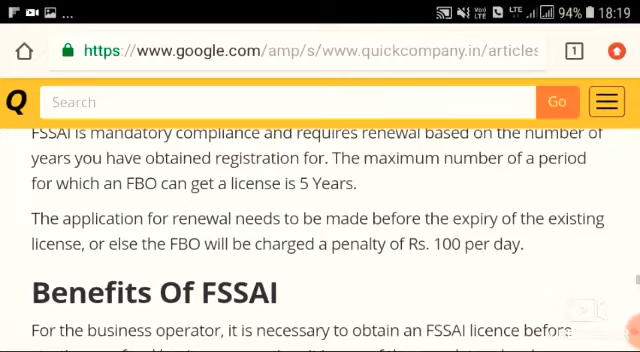 ... VoLTE LTE 94% 18:19
https://www.google.com/amp/s/www.quickcompany.in/articles 1
Q Search Go
FSSAI is mandatory compliance and requires renewal based on the number of
years you have obtained registration for. The maximum number of a period
for which an FBO can get a license is 5 Years.
The application for renewal needs to be made before the expiry of the existing
license, or else the FBO will be charged a penalty of Rs. 100 per day.
Benefits Of FSSAI
For the business operator, it is necessary to obtain an FSSAI licence before